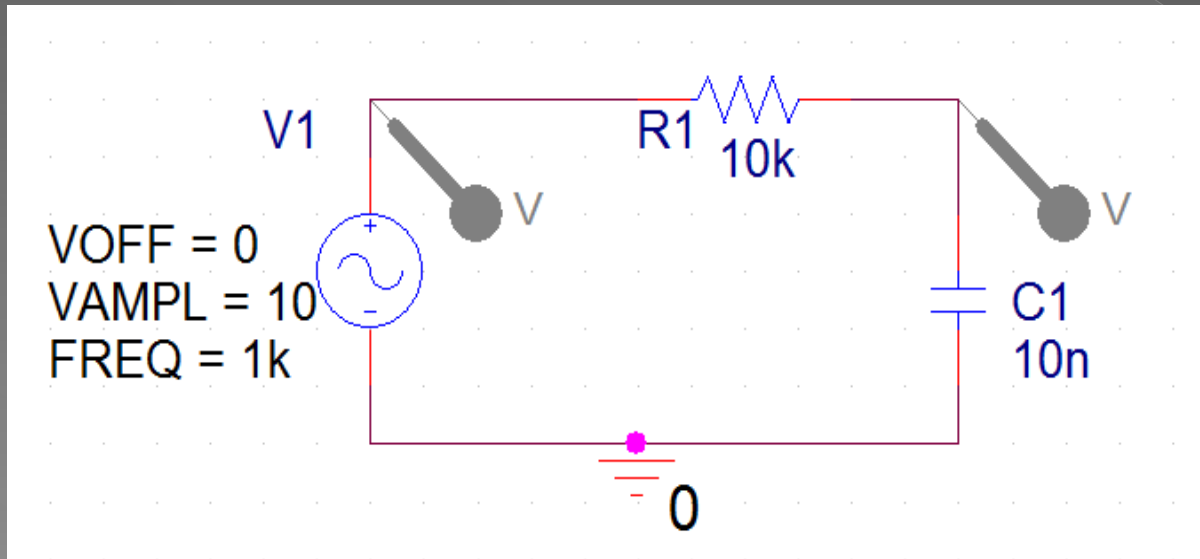 V1
R1
10k
V
V
VOFF = 0
VAMPL = 10
FREQ = 1k
C1
10n
0